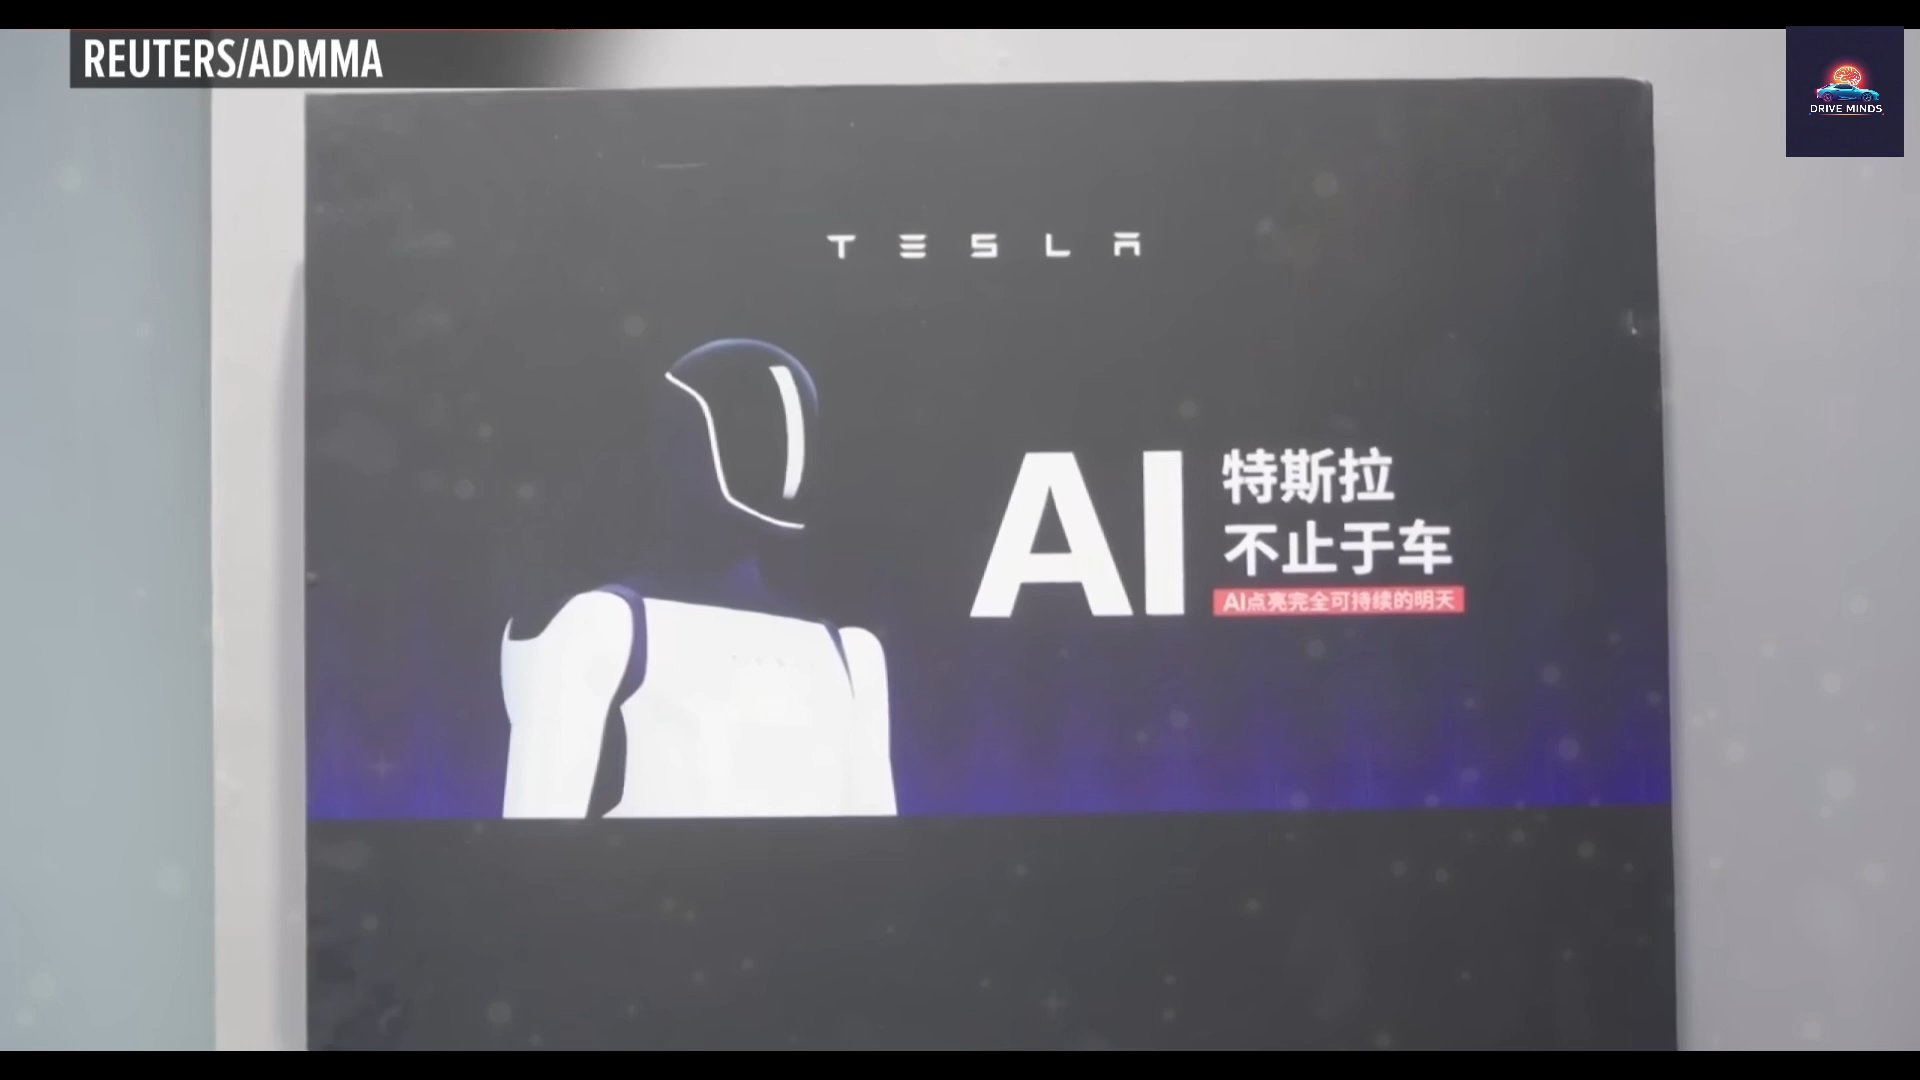 REUTERS/ADMMA
DRIVE MINDS
TESLA
AI
特斯拉
不止于车
AI点亮完全可持续的明天